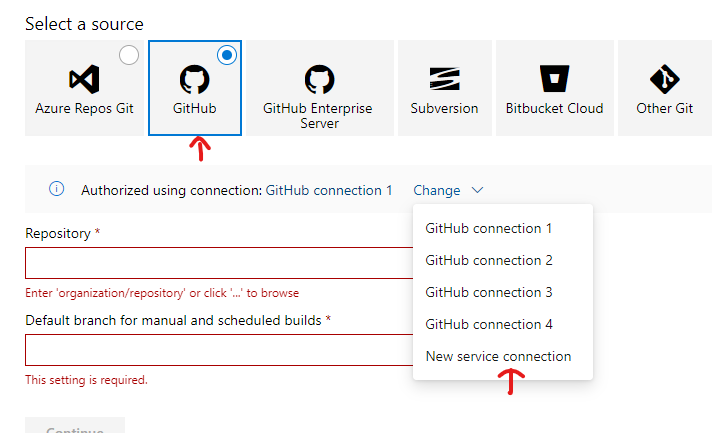 Select a source
Azure Repos Git
GitHub
GitHub Enterprise
Server
Subversion
Bitbucket Cloud
Other Git
Authorized using connection: GitHub connection 1 Change
GitHub connection 1
GitHub connection 2
GitHub connection 3
GitHub connection 4
New service connection
Repository *
Enter 'organization/repository' or click '...' to browse
Default branch for manual and scheduled builds *
This setting is required.
Continue